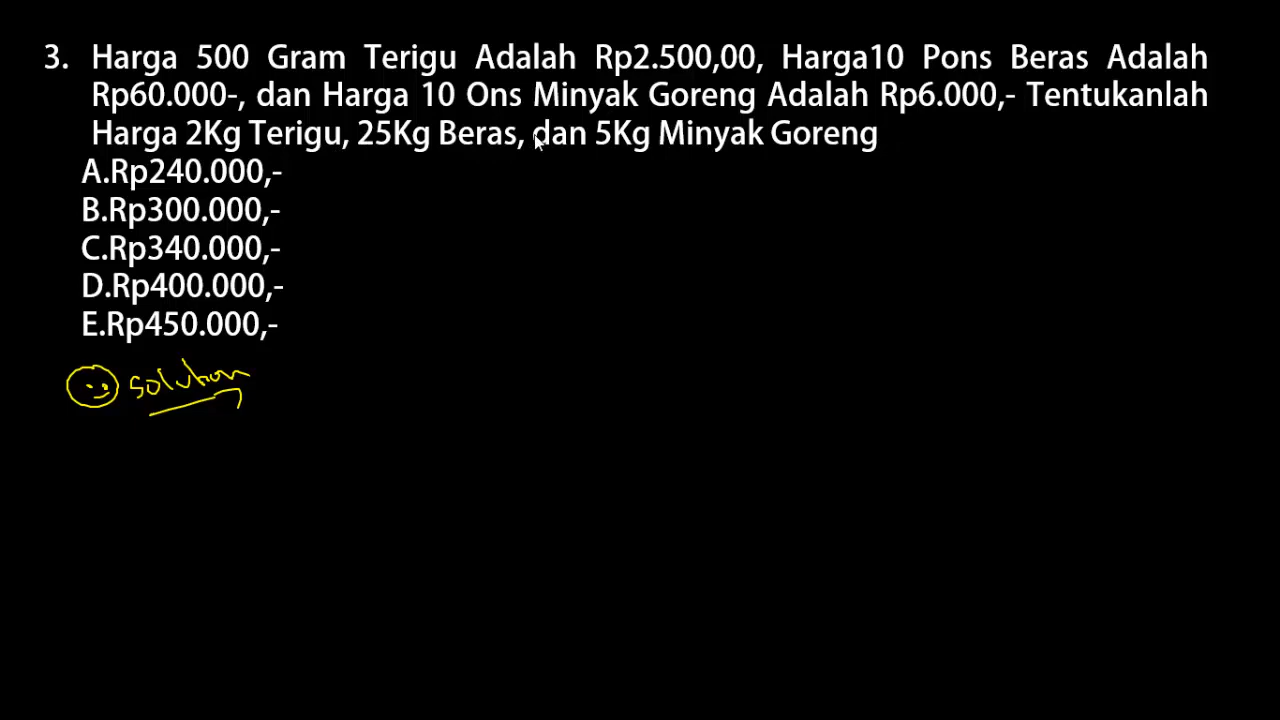 3. Harga 500 Gram Terigu Adalah Rp2.500,00, Harga10 Pons Beras Adalah
Rp60.000-, dan Harga 10 Ons Minyak Goreng Adalah Rp6.000,- Tentukanlah
Harga 2Kg Terigu, 25Kg Beras, dan 5Kg Minyak Goreng
A.Rp240.000,-
B.Rp300.000,-
C.Rp340.000,-
D.Rp400.000,-
E.Rp450.000,-
solution